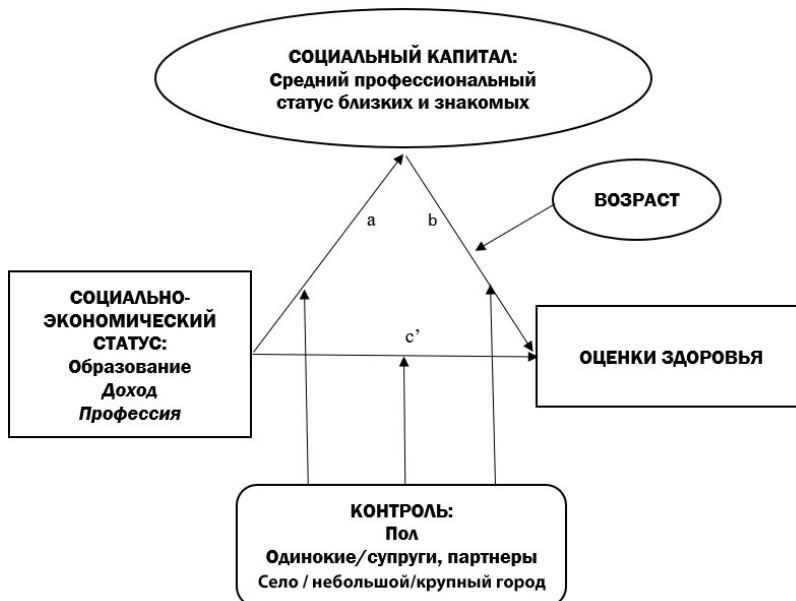 СОЦИАЛЬНЫЙ КАПИТАЛ:
Средний профессиональный
статус близких и знакомых
ВОЗРАСТ
a
b
СОЦИАЛЬНО-
ЭКОНОМИЧЕСКИЙ
СТАТУС:
Образование
Доход
Профессия
c’
ОЦЕНКИ ЗДОРОВЬЯ
КОНТРОЛЬ:
Пол
Одинокие/супруги, партнеры
Село / небольшой/крупный город